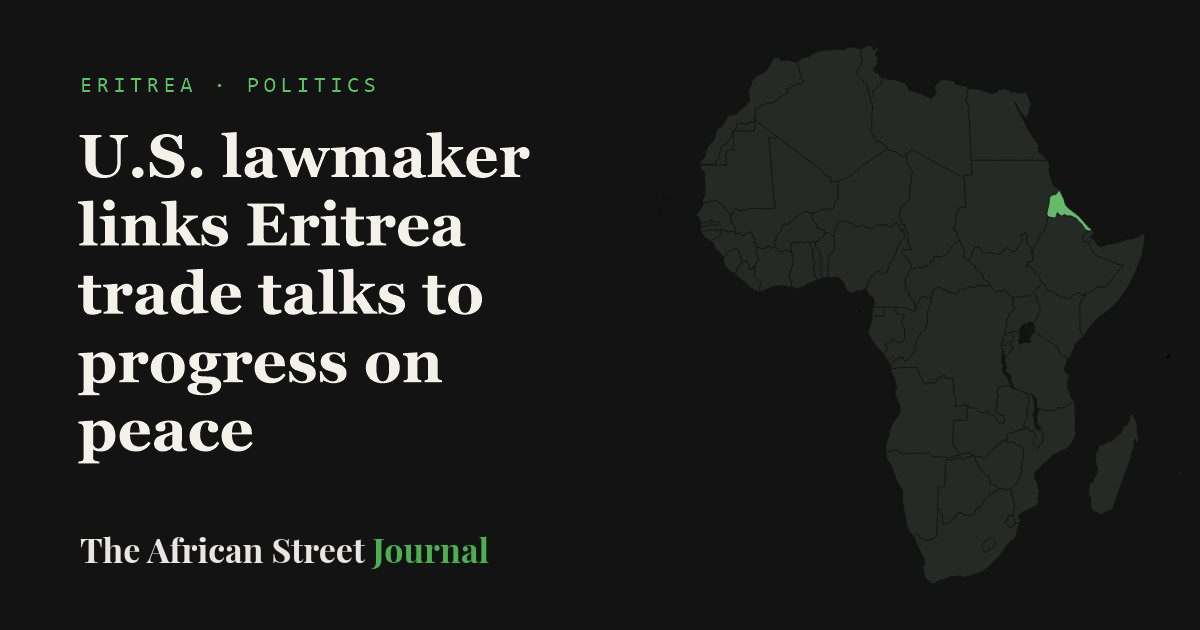 ERITREA · POLITICS
U.S. lawmaker
links Eritrea
trade talks to
progress on
peace
The African Street Journal